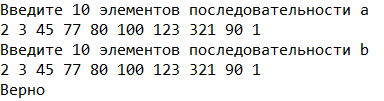 Введите 10 элементов последовательности a
2 3 45 77 80 100 123 321 90 1
Введите 10 элементов последовательности b
2 3 45 77 80 100 123 321 90 1
Верно